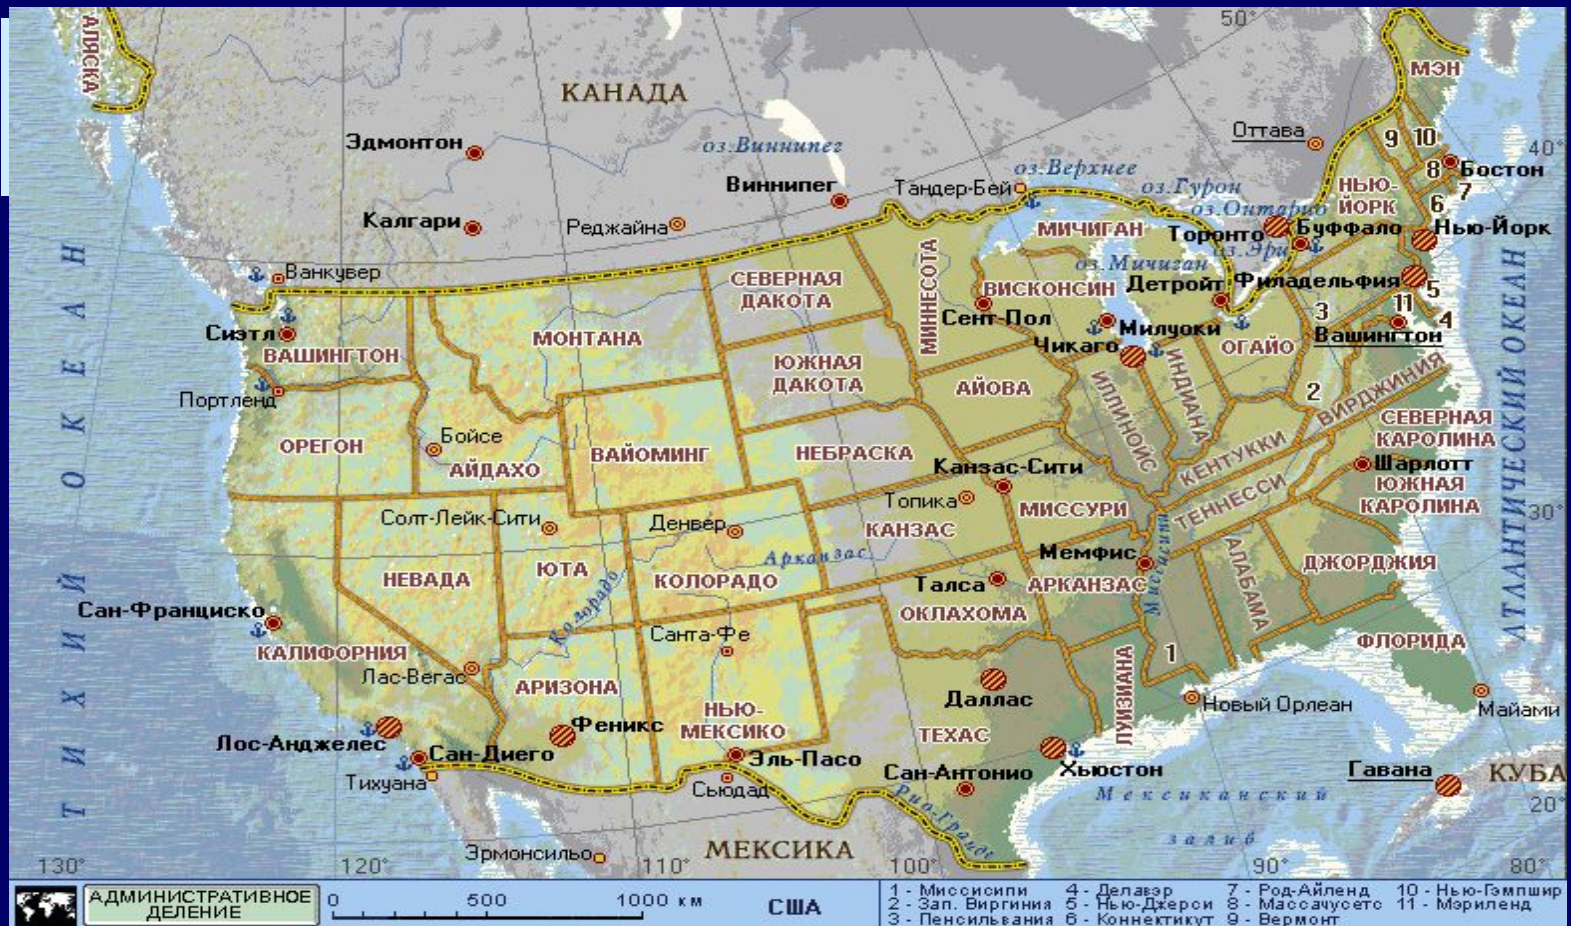 АЛЯСКА
50°
КАНАДА
МЭН
Оттава
9
10
40°
Эдмонтон
оз.Виннипег
оз.Верхнее
8
Бостон
Виннипег
Тандер-Бей
оз.Гурон
НЬЮ-
ЙОРК
7
6
Калгари
Реджайна
оз.Онтарио
МИЧИГАН
Торонто
Буффало
Нью-Йорк
оз.Эри
Ванкувер
СЕВЕРНАЯ
ДАКОТА
МИННЕСОТА
оз.Мичиган
ВИСКОНСИН
Детройт
Филадельфия
5
Сиэтл
ВАШИНГТОН
МОНТАНА
Сент-Пол
Милуоки
3
11
4
Вашингтон
Чикаго
ОГАЙО
ЮЖНАЯ
ДАКОТА
АЙОВА
ИЛЛИНОЙС
ИНДИАНА
2
ВИРДЖИНИЯ
Портленд
ОРЕГОН
Бойсе
АЙДАХО
ВАЙОМИНГ
НЕБРАСКА
СЕВЕРНАЯ
КАРОЛИНА
КЕНТУККИ
Канзас-Сити
Шарлотт
Топика
МИССУРИ
ТЕННЕССИ
ЮЖНАЯ
КАРОЛИНА
Солт-Лейк-Сити
Денвер
КАНЗАС
30°
Арканзас
Мемфис
Миссисипи
АЛАБАМА
ДЖОРДЖИЯ
НЕВАДА
ЮТА
КОЛОРАДО
Талса
АРКАНЗАС
Колорадо
Сан-Франциско
ОКЛАХОМА
КАЛИФОРНИЯ
Санта-Фе
ФЛОРИДА
1
Лас-Вегас
АРИЗОНА
ЛУИЗИАНА
Даллас
Новый Орлеан
Майами
НЬЮ-
МЕКСИКО
Феникс
ТЕХАС
Лос-Анджелес
Сан-Диего
Эль-Пасо
Сан-Антонио
Хьюстон
Гавана
КУБА
Тихуана
Сьюдад
Рио-Гранде
Мексиканский
залив
20°
ТИХИЙ ОКЕАН
АТЛАНТИЧЕСКИЙ ОКЕАН
Эрмонсильо
МЕКСИКА
130°
120°
110°
100°
90°
80°
АДМИНИСТРАТИВНОЕ
ДЕЛЕНИЕ
0 500 1000 км
США
1 - Миссисипи 4 - Делавэр 7 - Род-Айленд 10 - Нью-Гэмпшир
2 - Зап. Виргиния 5 - Нью-Джерси 8 - Массачусетс 11 - Мэриленд
3 - Пенсильвания 6 - Коннектикут 9 - Вермонт